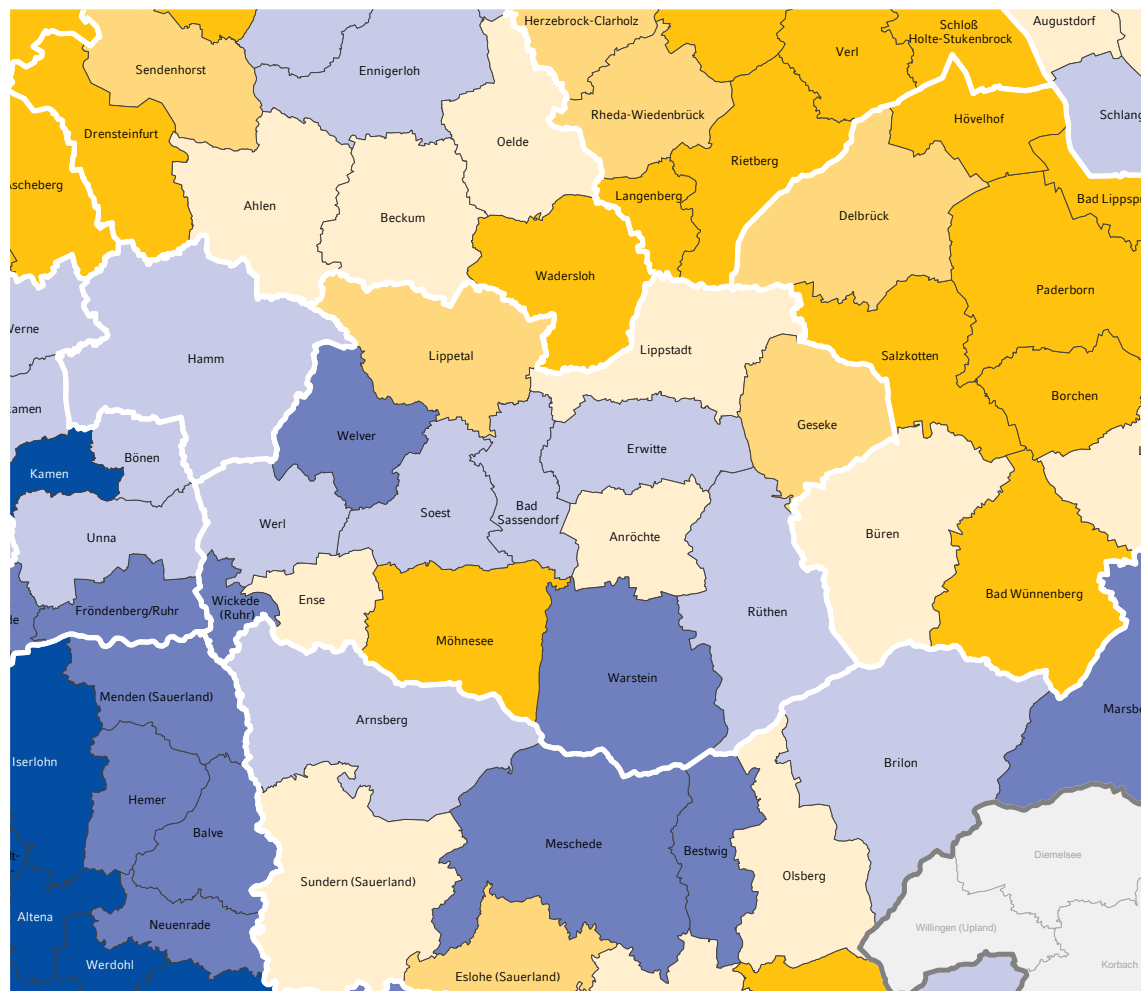 Herzebrock-Clarholz
Schloß
Holte-Stukenbrock
Augustdorf
Verl
Sendenhorst
Ennigerloh
Rheda-Wiedenbrück
Hövelhof
Schlang
Drensteinfurt
Oelde
Rietberg
scheberg
Langenberg
Bad Lippspr
Ahlen
Beckum
Delbrück
Wadersloh
Paderborn
Verne
Hamm
Lippetal
Lippstadt
Salzkotten
Borchen
kamen
Welver
Geseke
Erwitte
Bönen
Kamen
Soest
Bad
Sassendorf
Werl
Unna
Anröchte
Büren
Bad Wünnenberg
Wickede
(Ruhr)
Ense
Fröndenberg/Ruhr
de
Rüthen
Möhnesee
Warstein
Menden (Sauerland)
Marsbe
Arnsberg
Iserlohn
Brilon
Hemer
Balve
Meschede
Bestwig
Diemelsee
Sundern (Sauerland)
Olsberg
Altena
Neuenrade
Willingen (Upland)
Werdohl
Eslohe (Sauerland)
Korbach